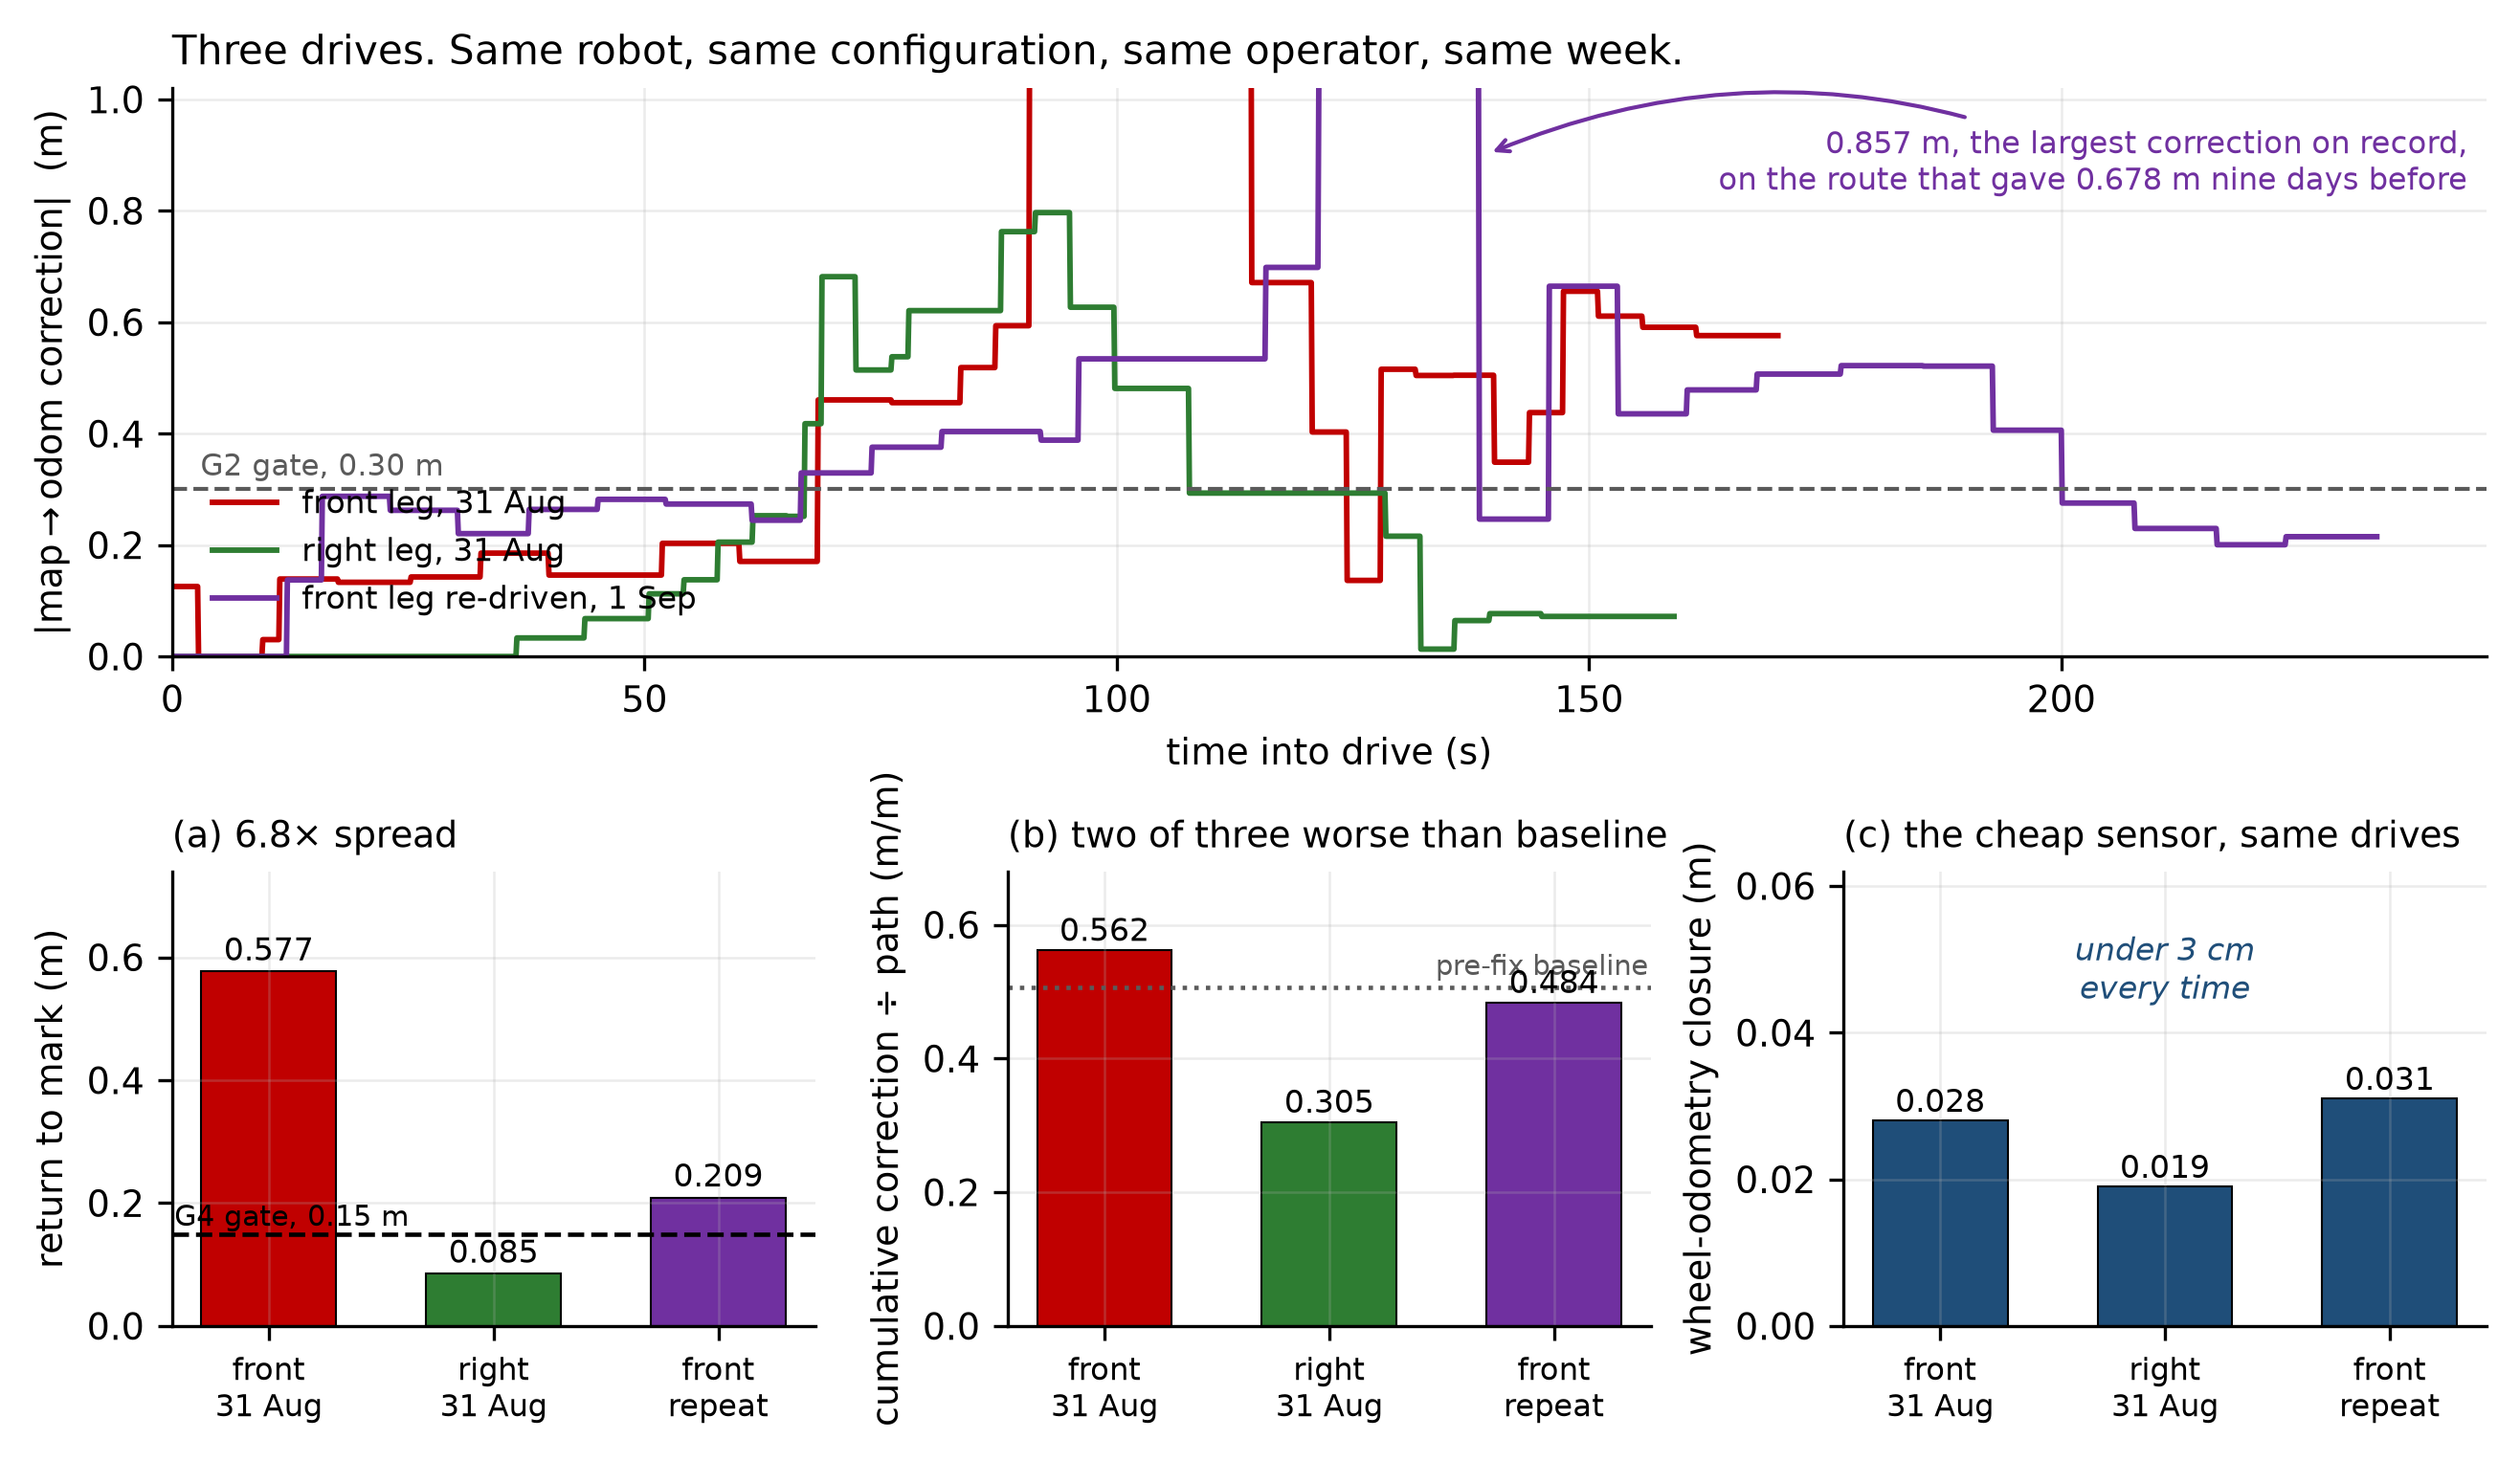 Three drives. Same robot, same configuration, same operator, same week.
|map→odom correction| (m)
1.0
0.8
0.6
0.4
0.2
0.0
0.857 m, the largest correction on record,
on the route that gave 0.678 m nine days before
G2 gate, 0.30 m
front leg, 31 Aug
right leg, 31 Aug
front leg re-driven, 1 Sep
0
50
100
150
200
time into drive (s)
(a) 6.8× spread
return to mark (m)
0.6
0.4
0.2
0.0
0.577
0.085
0.209
G4 gate, 0.15 m
front
31 Aug
right
31 Aug
front
repeat
(b) two of three worse than baseline
cumulative correction ÷ path (m/m)
0.6
0.4
0.2
0.0
0.562
0.305
0.484
pre-fix baseline
front
31 Aug
right
31 Aug
front
repeat
(c) the cheap sensor, same drives
wheel-odometry closure (m)
0.06
0.04
0.02
0.00
under 3 cm
every time
0.028
0.019
0.031
front
31 Aug
right
31 Aug
front
repeat